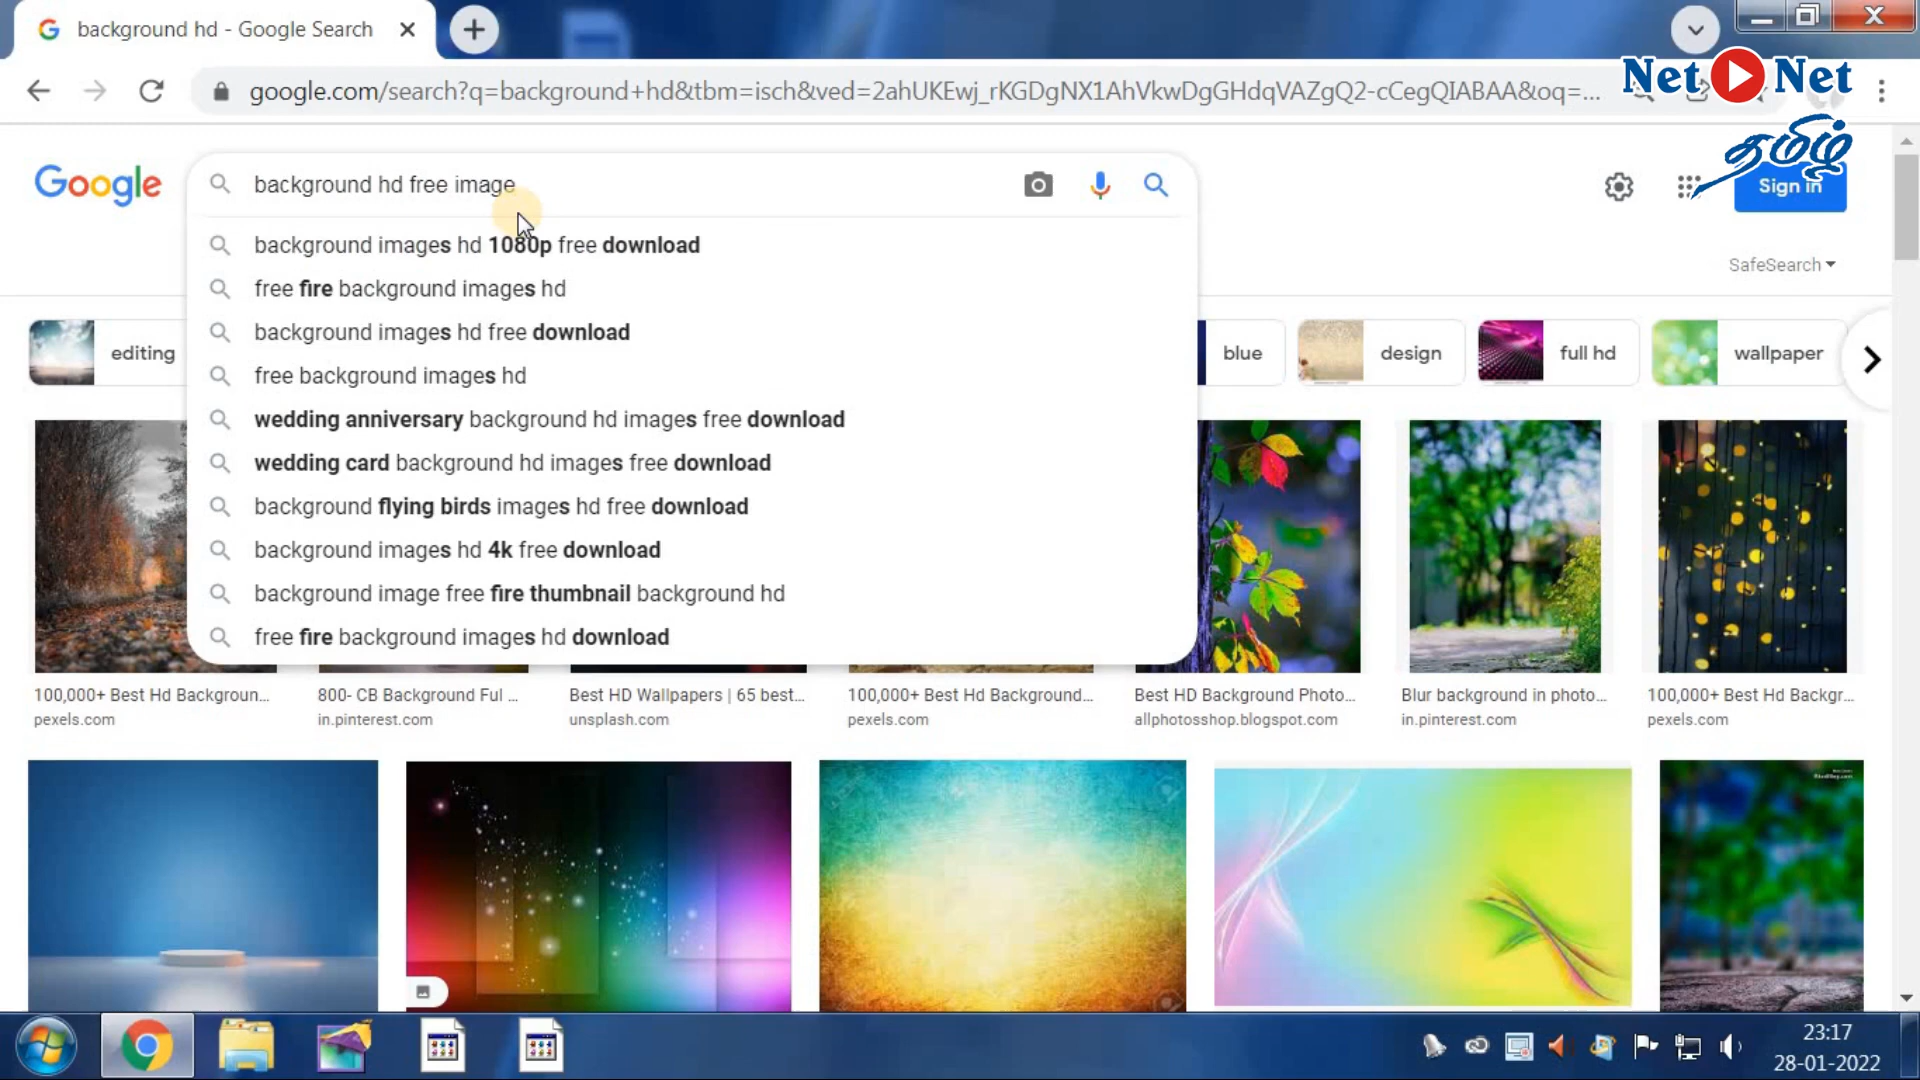 background hd - Google Search
google.com/search?q=background+hd&tbm=isch&ved=2ahUKEwj_rKGDgNX1AhVkwDgGHdqVAZgQ2-cCegQIABAA&oq=...
Net Net
தமிழ்
Google
background hd free image
Sign in
background images hd 1080p free download
SafeSearch
free fire background images hd
background images hd free download
free background images hd
wedding anniversary background hd images free download
wedding card background hd images free download
background flying birds images hd free download
background images hd 4k free download
background image free fire thumbnail background hd
free fire background images hd download
editing
blue
design
full hd
wallpaper
100,000+ Best Hd Backgroun...
pexels.com
800- CB Background Ful ...
in.pinterest.com
Best HD Wallpapers | 65 best...
unsplash.com
100,000+ Best Hd Background...
pexels.com
Best HD Background Photo...
allphotosshop.blogspot.com
Blur background in photo...
in.pinterest.com
100,000+ Best Hd Backgr...
pexels.com
23:17
28-01-2022